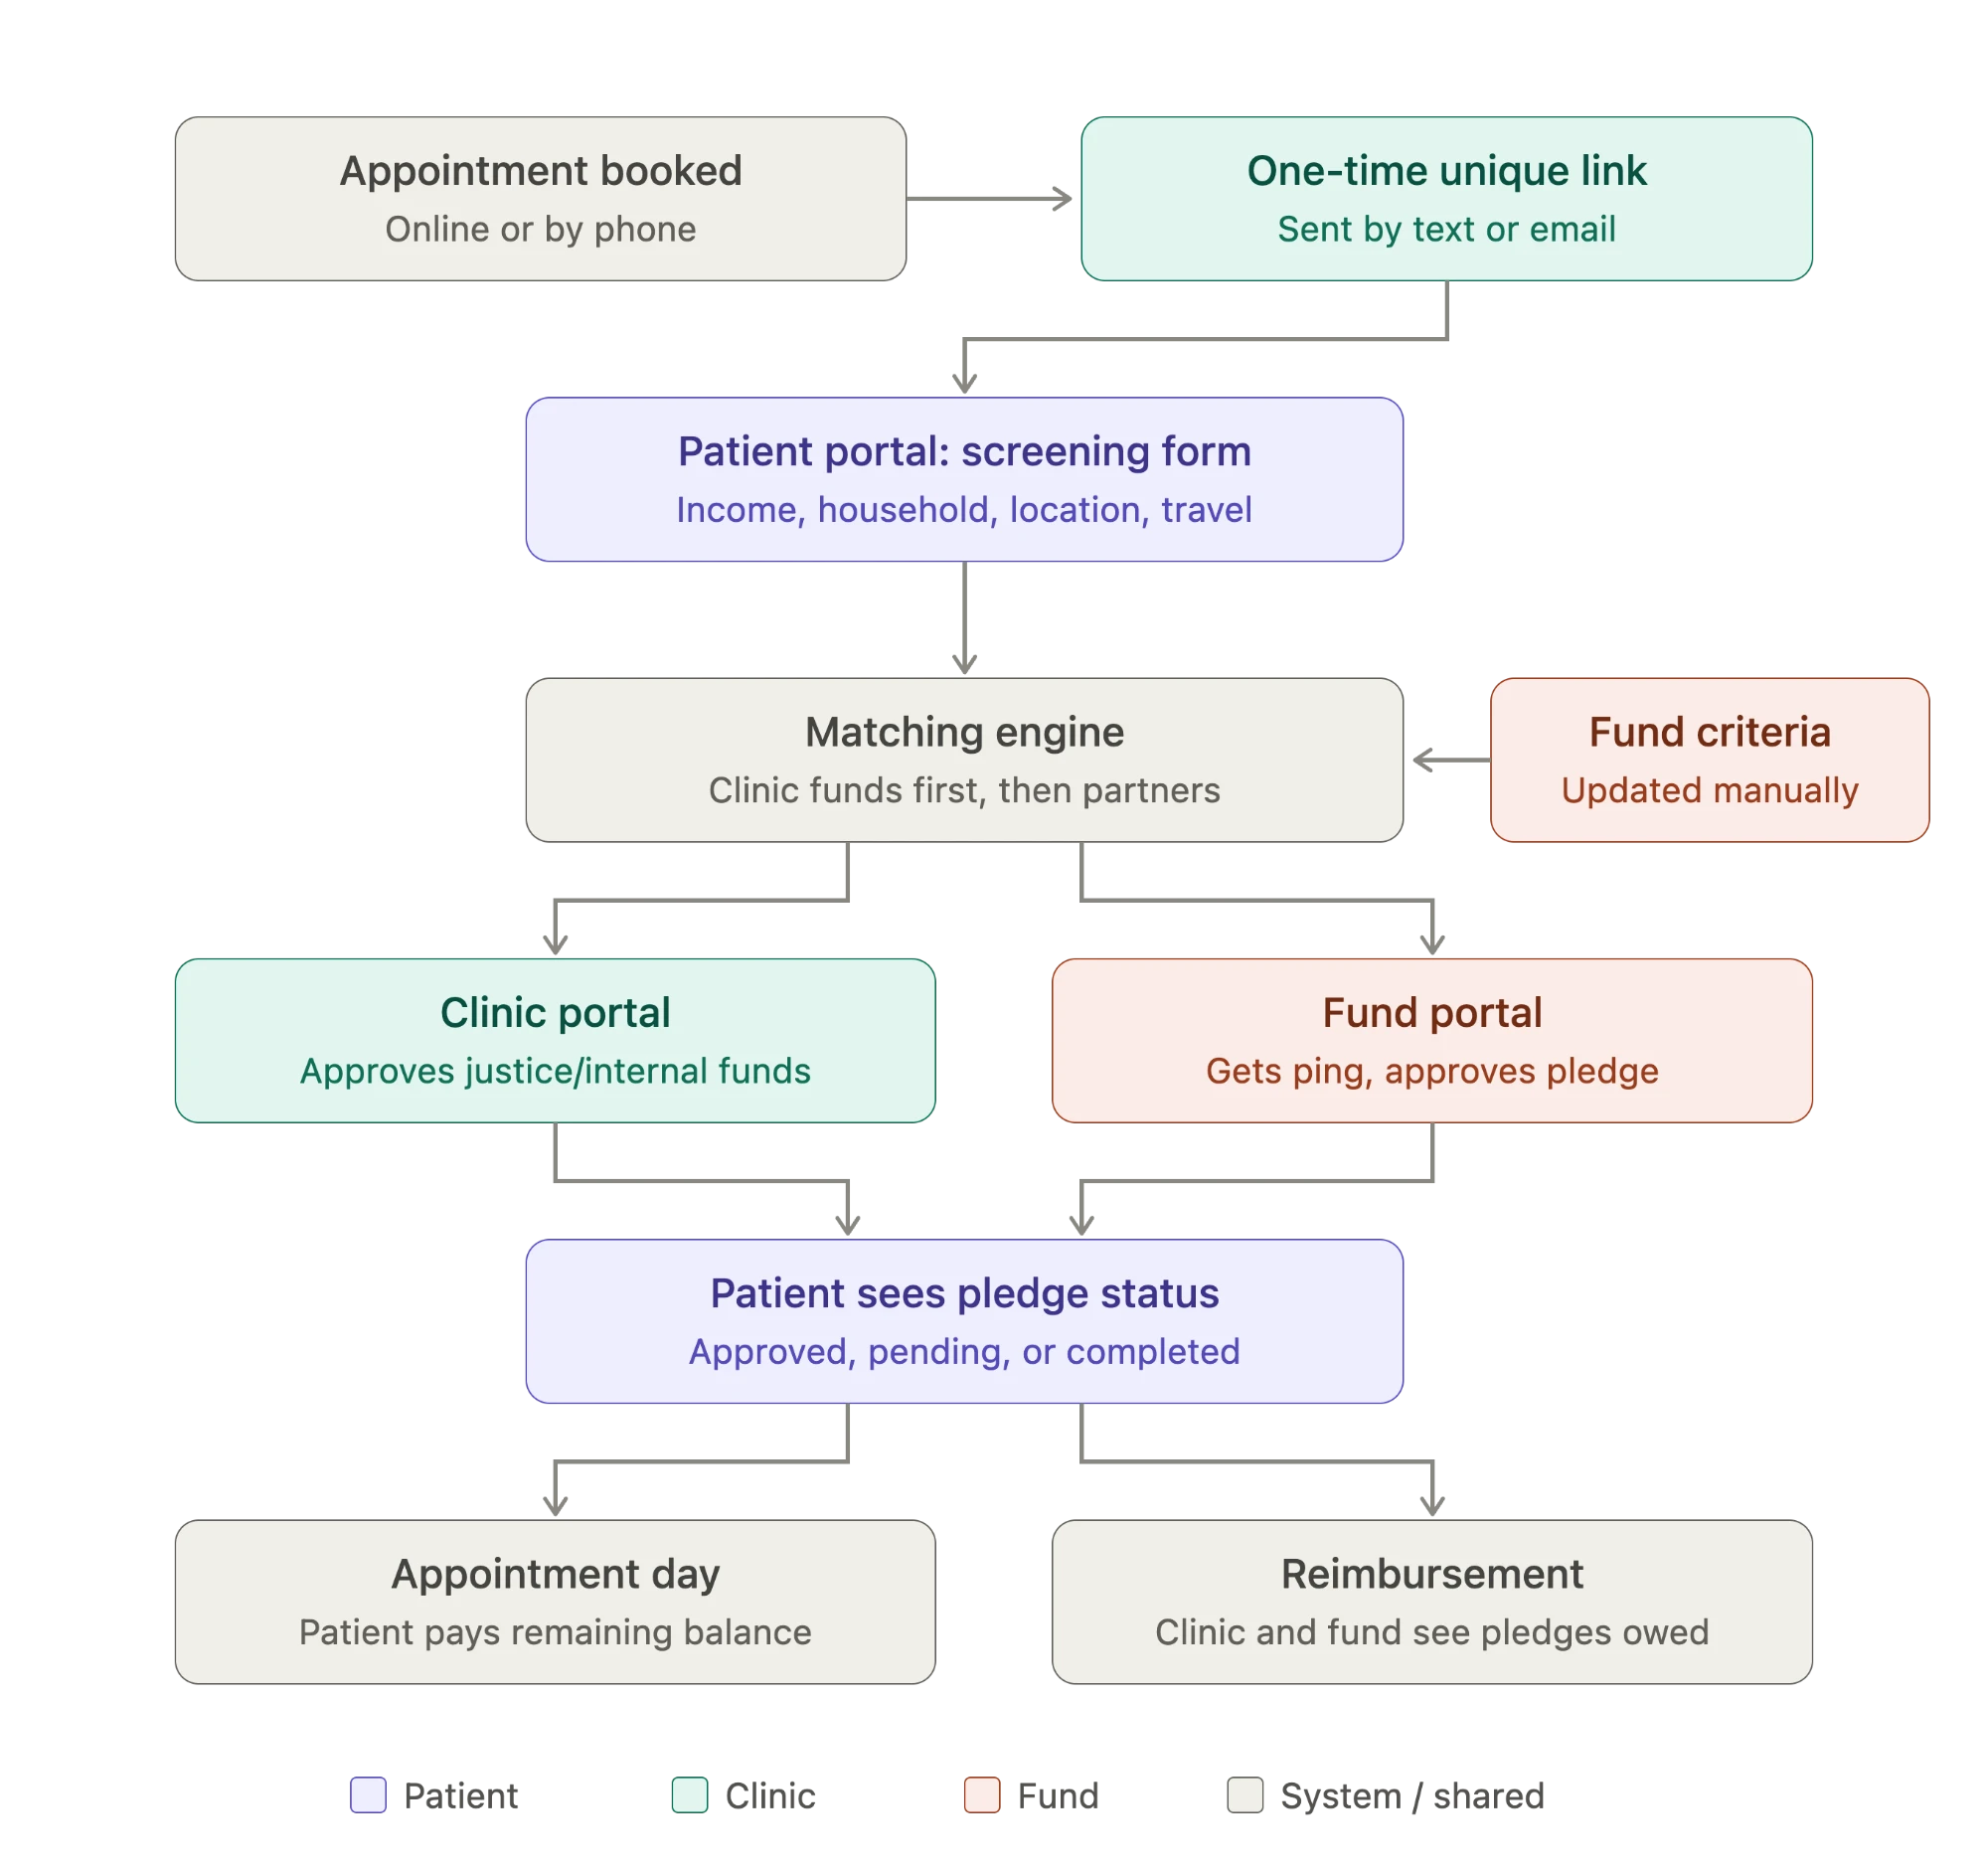 Appointment booked
Online or by phone
One-time unique link
Sent by text or email
Patient portal: screening form
Income, household, location, travel
Matching engine
Clinic funds first, then partners
Fund criteria
Updated manually
Clinic portal
Approves justice/internal funds
Fund portal
Gets ping, approves pledge
Patient sees pledge status
Approved, pending, or completed
Appointment day
Patient pays remaining balance
Reimbursement
Clinic and fund see pledges owed
Patient
Clinic
Fund
System / shared